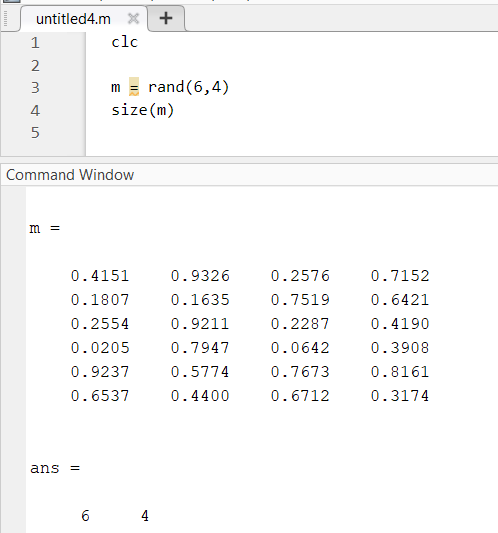 untitled4.m
1 clc
2
3 m = rand(6,4)
4 size(m)
5
Command Window
m =
0.4151 0.9326 0.2576 0.7152
0.1807 0.1635 0.7519 0.6421
0.2554 0.9211 0.2287 0.4190
0.0205 0.7947 0.0642 0.3908
0.9237 0.5774 0.7673 0.8161
0.6537 0.4400 0.6712 0.3174
ans =
6 4